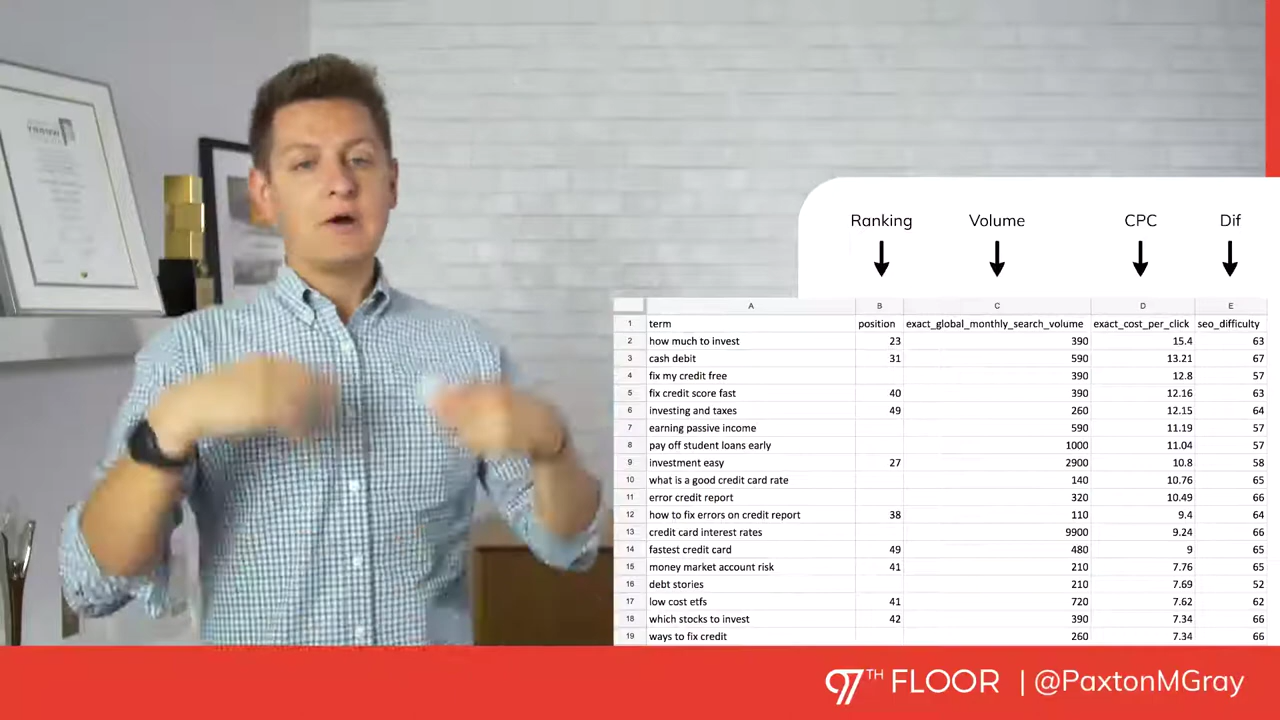 Ranking Volume CPC Dif
A B C D E
1 term position exact_global_monthly_search_volume exact_cost_per_click seo_difficulty
2 how much to invest 23 390 15.4 63
3 cash debit 31 590 13.21 67
4 fix my credit free 390 12.8 57
5 fix credit score fast 40 390 12.16 63
6 investing and taxes 49 260 12.15 64
7 earning passive income 590 11.19 57
8 pay off student loans early 1000 11.04 57
9 investment easy 27 2900 10.8 58
10 what is a good credit card rate 140 10.76 65
11 error credit report 320 10.49 66
12 how to fix errors on credit report 38 110 9.4 64
13 credit card interest rates 9900 9.24 66
14 fastest credit card 49 480 9 65
15 money market account risk 41 210 7.76 65
16 debt stories 210 7.69 52
17 low cost etfs 41 720 7.62 62
18 which stocks to invest 42 390 7.34 66
19 ways to fix credit 260 7.34 66
97TH FLOOR | @PaxtonMGray